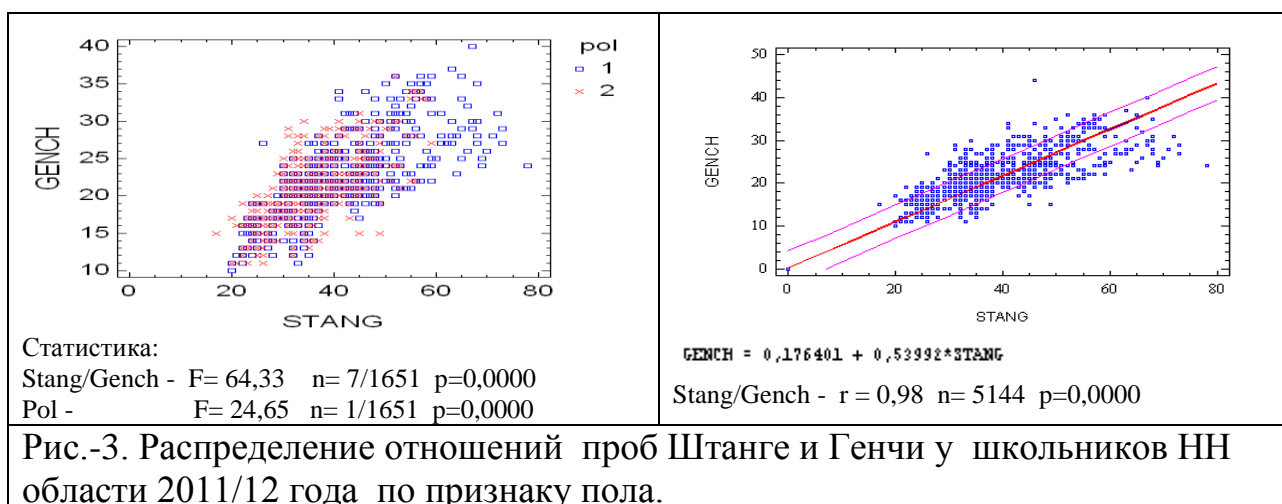 40
35
30
25
20
15
10
GENCH
0 20 40 60 80
STANG
pol
1
2
Статистика:
Stang/Gench - F= 64,33 n= 7/1651 p=0,0000
Pol - F= 24,65 n= 1/1651 p=0,0000
50
40
30
20
10
0
GENCH
0 20 40 60 80
STANG
GENCH = 0,176401 + 0,53992*STANG
Stang/Gench - r = 0,98 n= 5144 p=0,0000
Рис.-3. Распределение отношений проб Штанге и Генчи у школьников НН
области 2011/12 года по признаку пола.